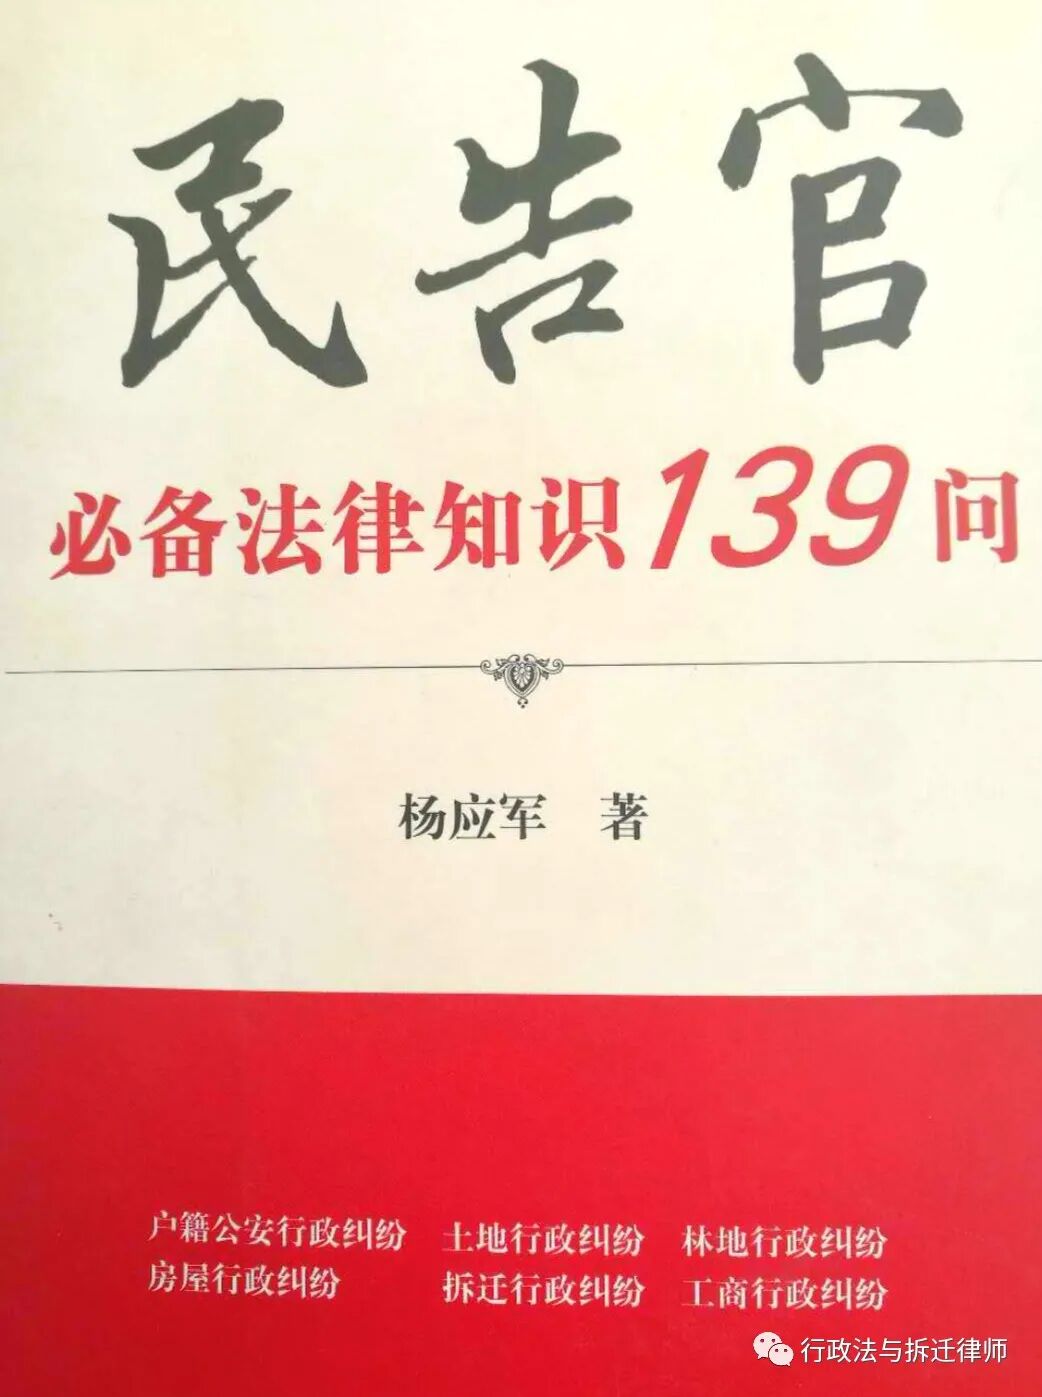 民告官
必备法律知识139问
杨应军 著
户籍公安行政纠纷 土地行政纠纷 林地行政纠纷
房屋行政纠纷 拆迁行政纠纷 工商行政纠纷
行政法与拆迁律师